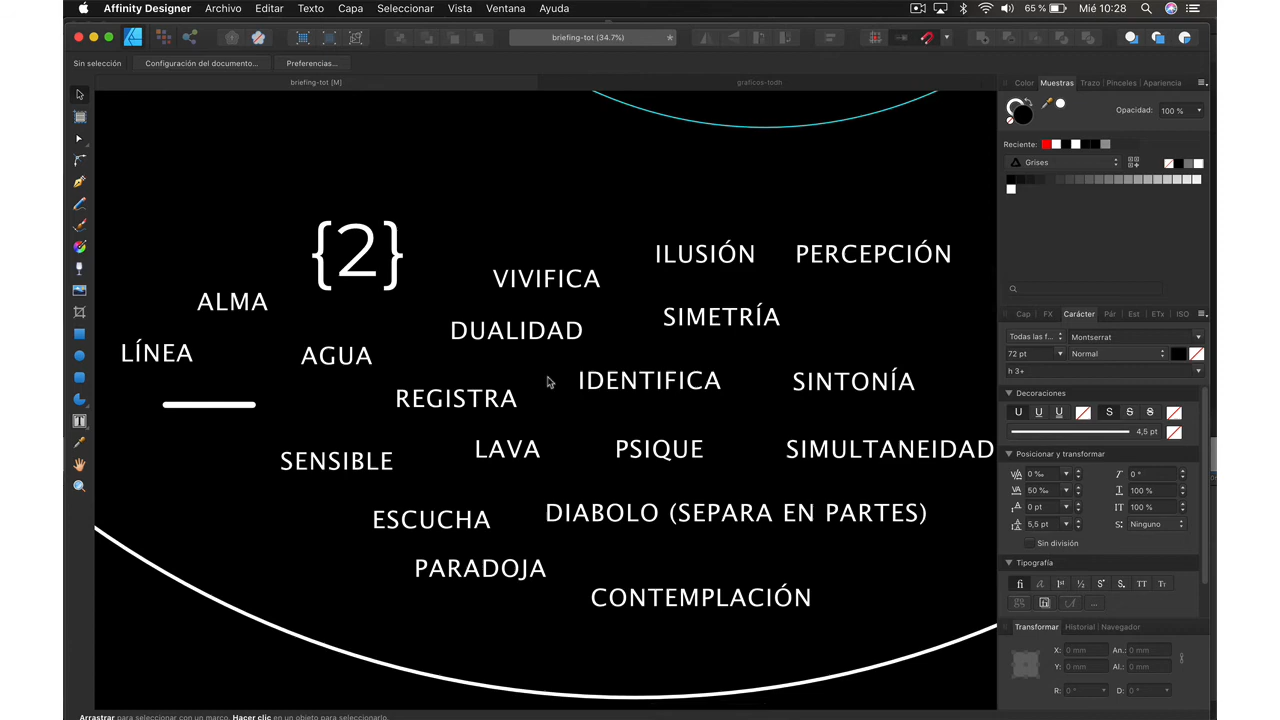 Affinity Designer Archivo Editar Texto Capa Seleccionar Vista Ventana Ayuda 65 % Mié 10:28
briefing-tot (34.7%)
Sin selección Configuración del documento... Preferencias...
briefing-tot [M] graficos-todh
Color Muestras Trazo Pinceles Apariencia
Opacidad: 100 %
Reciente:
Grises
{2}
ILUSIÓN PERCEPCIÓN
VIVIFICA
ALMA
SIMETRÍA
DUALIDAD
LÍNEA
AGUA
IDENTIFICA
SINTONÍA
REGISTRA
LAVA
PSIQUE
SIMULTANEIDAD
SENSIBLE
DIABOLO (SEPARA EN PARTES)
ESCUCHA
PARADOJA
CONTEMPLACIÓN
Cap FX Carácter Pár Est ETx ISO
Todas las f... Montserrat
72 pt Normal
h 3+
Decoraciones
U U U S S S
4,5 pt
Posicionar y transformar
0 ‰ 0 °
50 ‰ 100 %
0 pt 100 %
5,5 pt Ninguno
Sin división
Tipografía
Transformar Historial Navegador
X: 0 mm An.: 0 mm
Y: 0 mm Al.: 0 mm
R: 0 ° D: 0 °
Arrastrar para seleccionar con un marco. Hacer clic en un objeto para seleccionarlo.